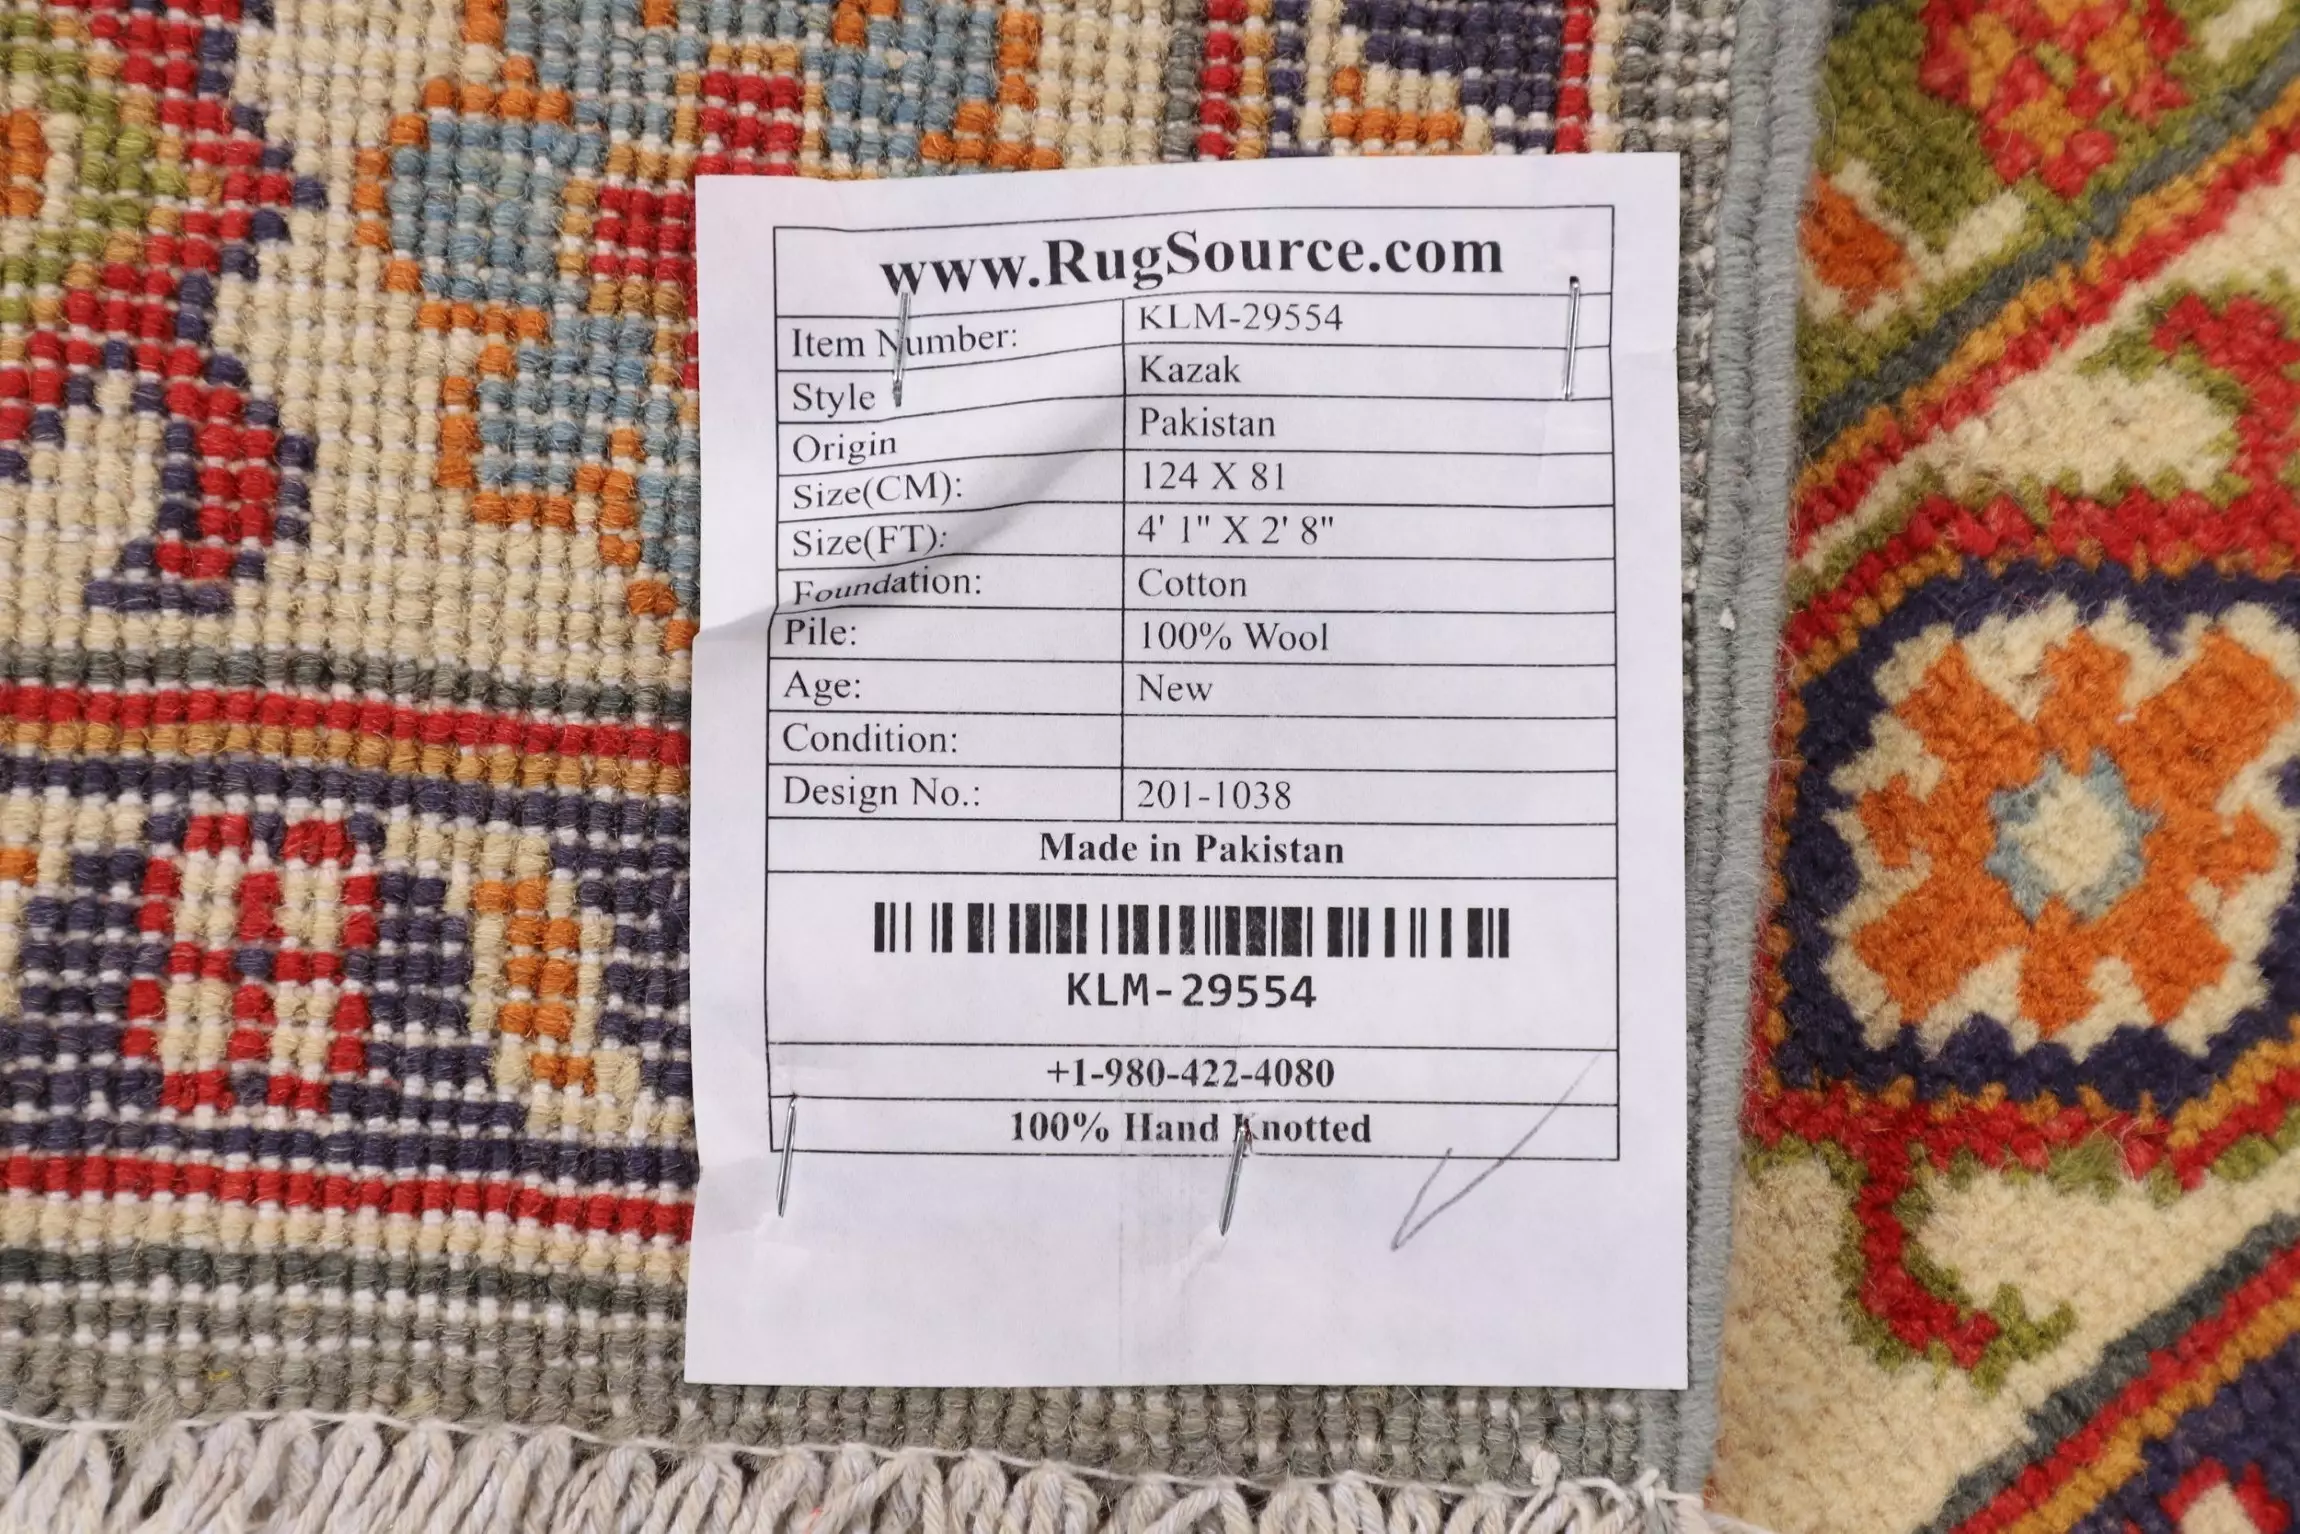 www.RugSource.com
Item Number: KLM-29554
Style Kazak
Origin Pakistan
Size(CM): 124 X 81
Size(FT): 4' 1" X 2' 8"
Foundation: Cotton
Pile: 100% Wool
Age: New
Condition:
Design No.: 201-1038
Made in Pakistan
KLM-29554
+1-980-422-4080
100% Hand Knotted